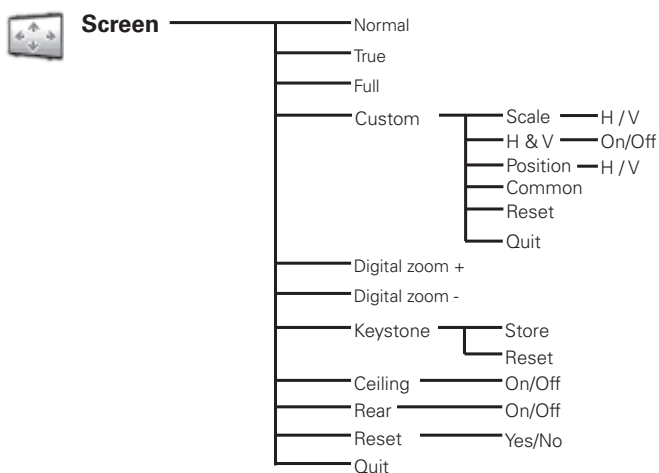 Screen Normal
True
Full
Custom Scale H / V
H & V On/Off
Position H / V
Common
Reset
Quit
Digital zoom +
Digital zoom -
Keystone Store
Reset
Ceiling On/Off
Rear On/Off
Reset Yes/No
Quit